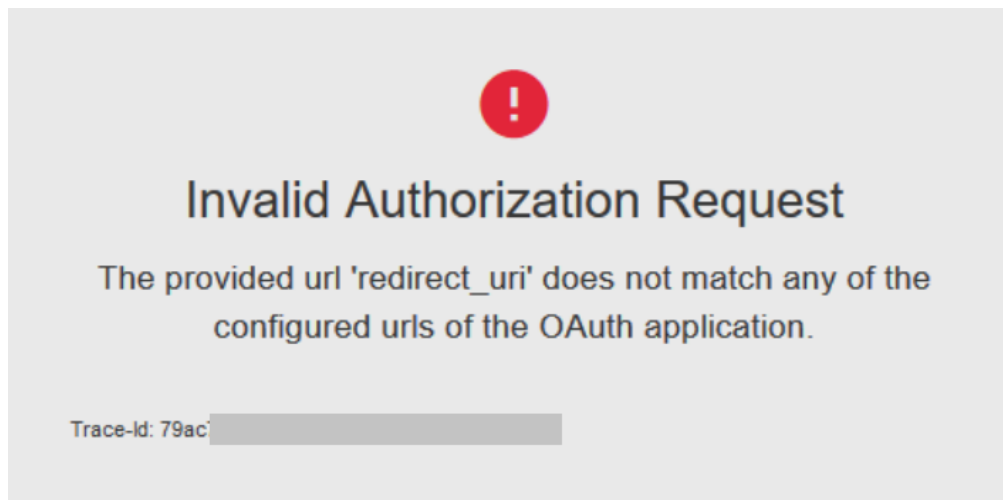 Invalid Authorization Request
The provided url 'redirect_uri' does not match any of the
configured urls of the OAuth application.
Trace-Id: 79ac